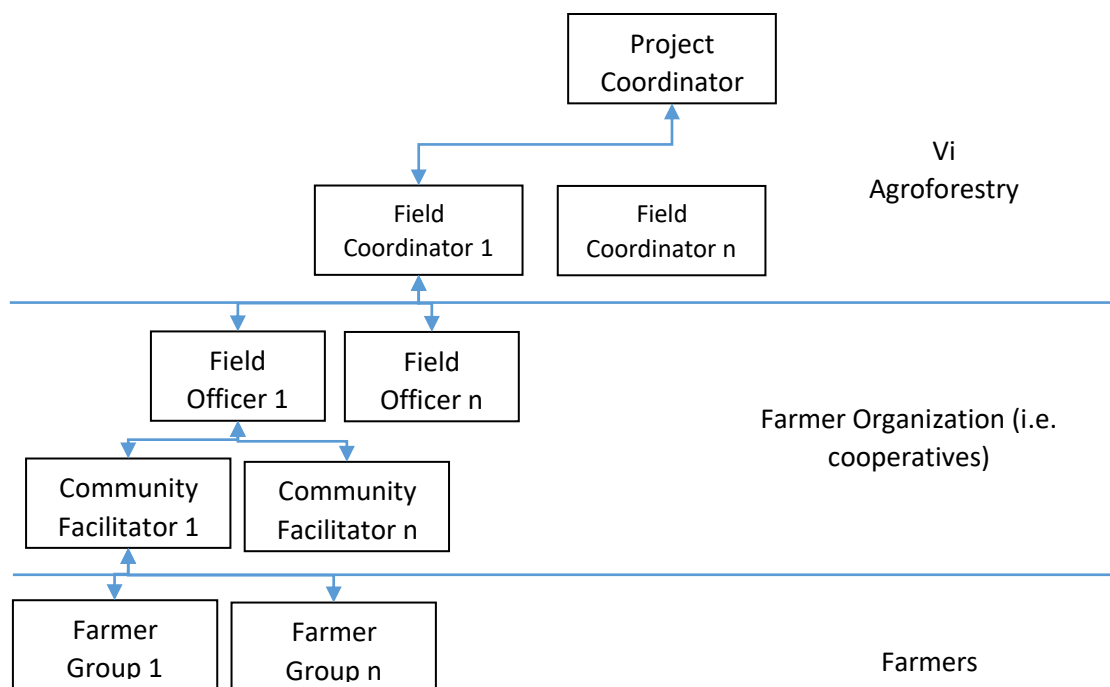 Project
Coordinator
Vi
Agroforestry
Field
Coordinator 1
Field
Coordinator n
Field
Officer 1
Field
Officer n
Farmer Organization (i.e.
cooperatives)
Community
Facilitator 1
Community
Facilitator n
Farmer
Group 1
Farmer
Group n
Farmers